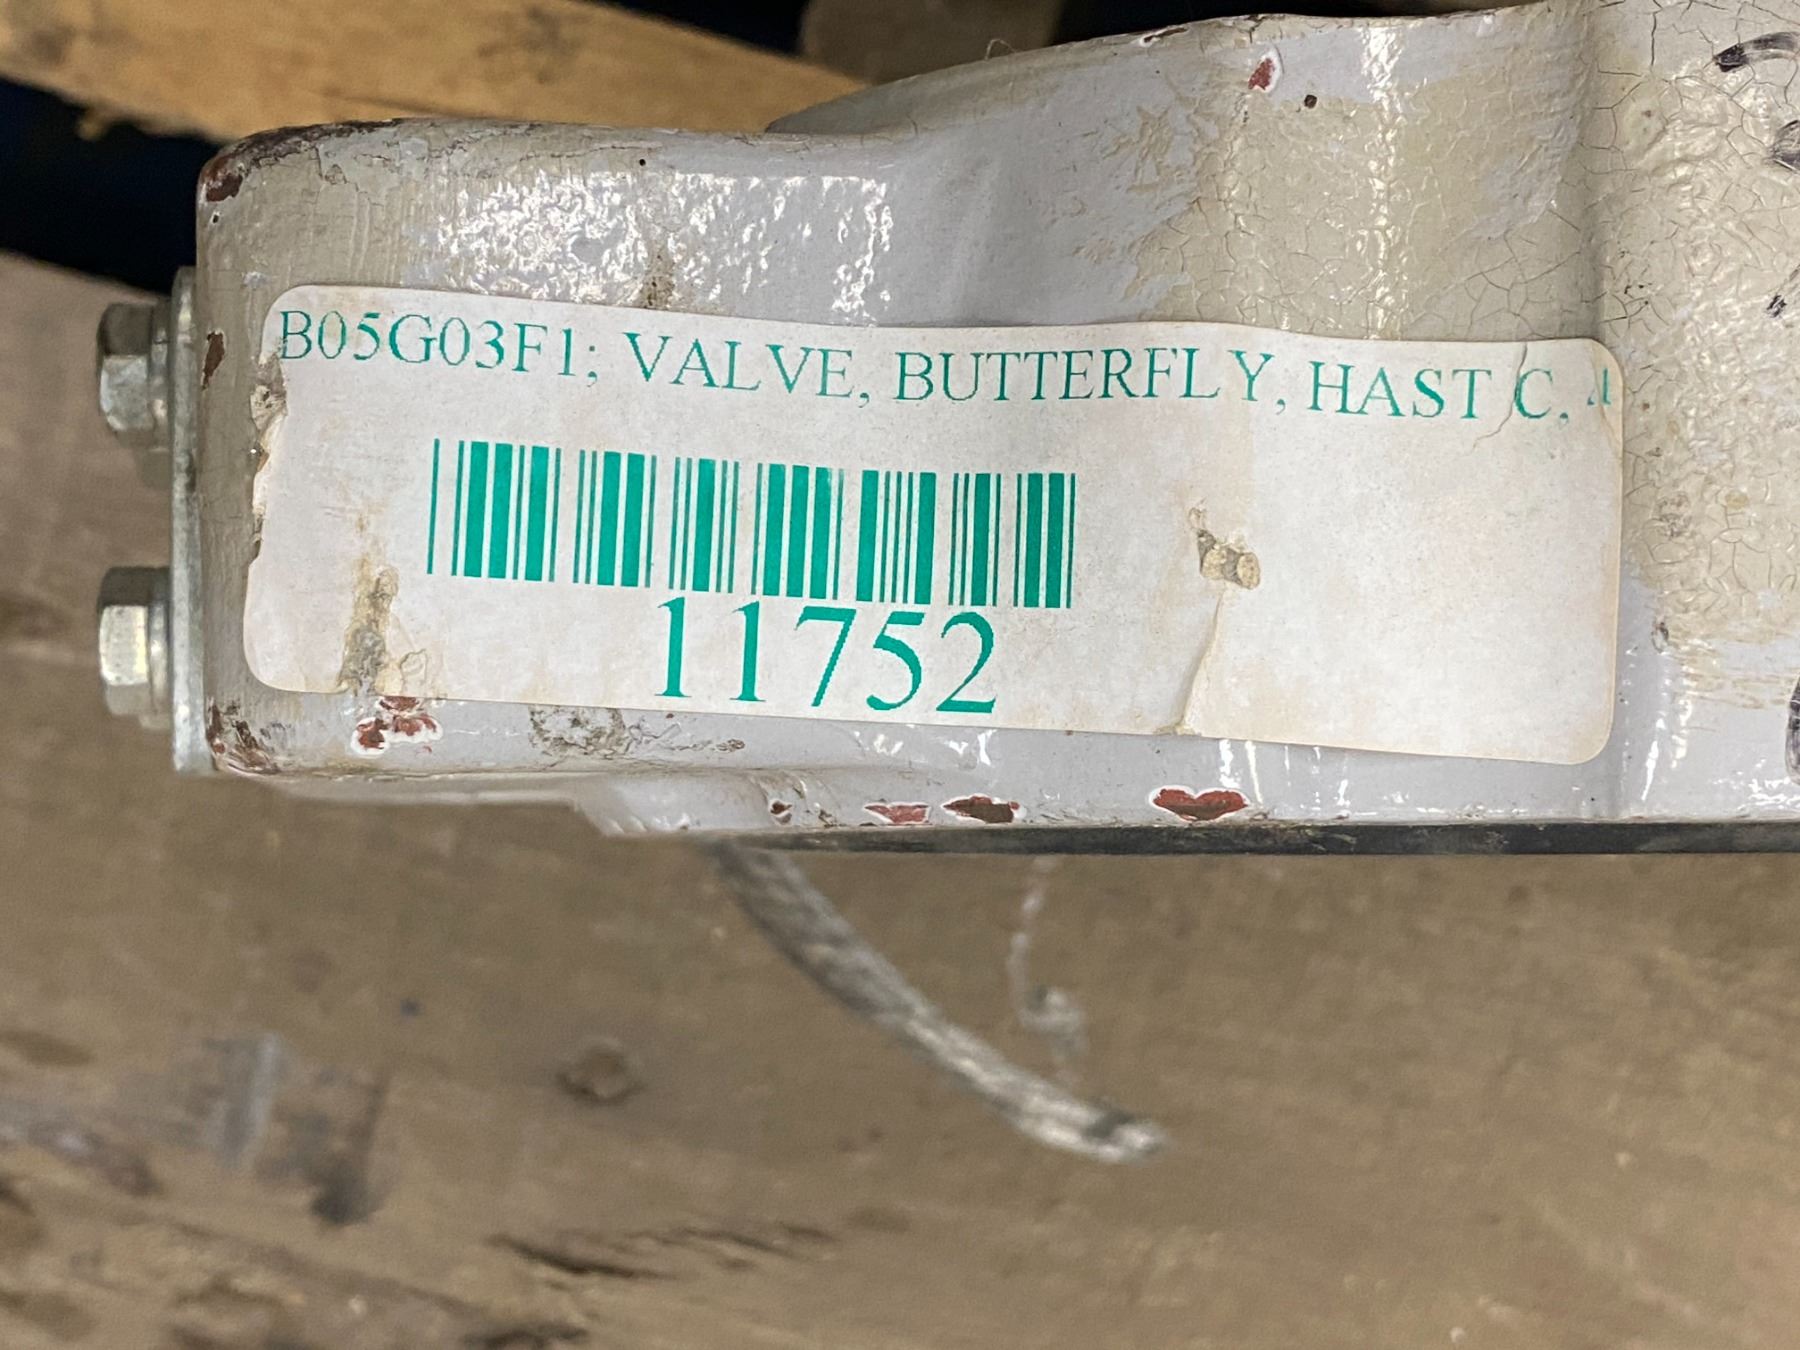 B05G03F1; VALVE, BUTTERFLY, HAST C,
11752